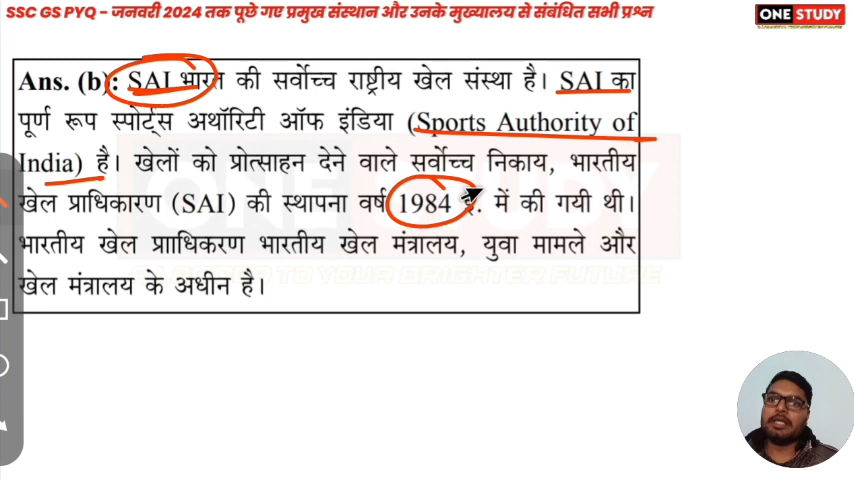 SSC GS PYQ - जनवरी 2024 तक पूछे गए प्रमुख संस्थान और उनके मुख्यालय से संबंधित सभी प्रश्न
ONE STUDY
Ans. (b): SAI भारत की सर्वोच्च राष्ट्रीय खेल संस्था है। SAI का
पूर्ण रूप स्पोर्ट्स अथॉरिटी ऑफ इंडिया (Sports Authority of
India) है। खेलों को प्रोत्साहन देने वाले सर्वोच्च निकाय, भारतीय
खेल प्राधिकारण (SAI) की स्थापना वर्ष 1984 ई. में की गयी थी।
भारतीय खेल प्रााधिकरण भारतीय खेल मंत्रालय, युवा मामले और
खेल मंत्रालय के अधीन है।
ONE STUDY